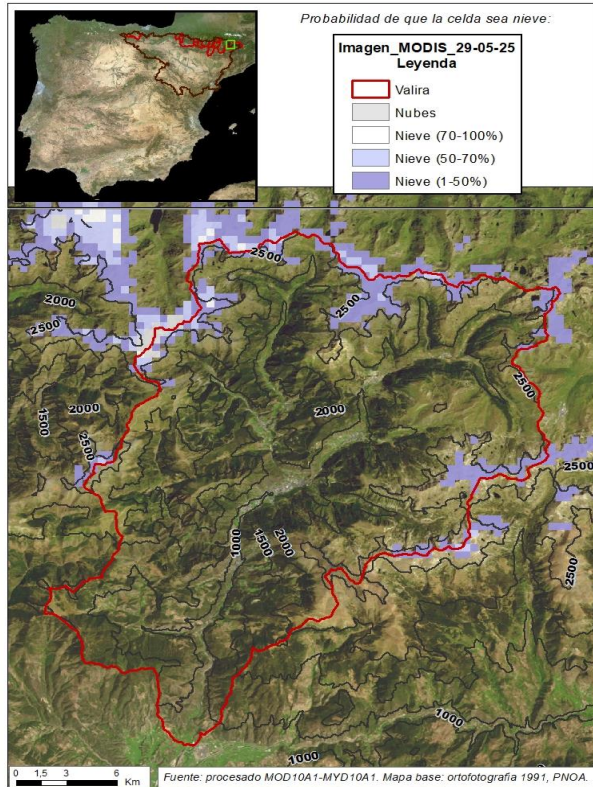 Probabilidad de que la celda sea nieve:
Imagen_MODIS_29-05-25
Leyenda
Valira
Nubes
Nieve (70-100%)
Nieve (50-70%)
Nieve (1-50%)
2500
2000
2500
2500
2500
2000
1500
2000
2500
2500
2500
1000
1500
2000
2500
1000
1000
0 1,5 3 6
Km
Fuente: procesado MOD10A1-MYD10A1. Mapa base: ortofotografía 1991, PNOA.